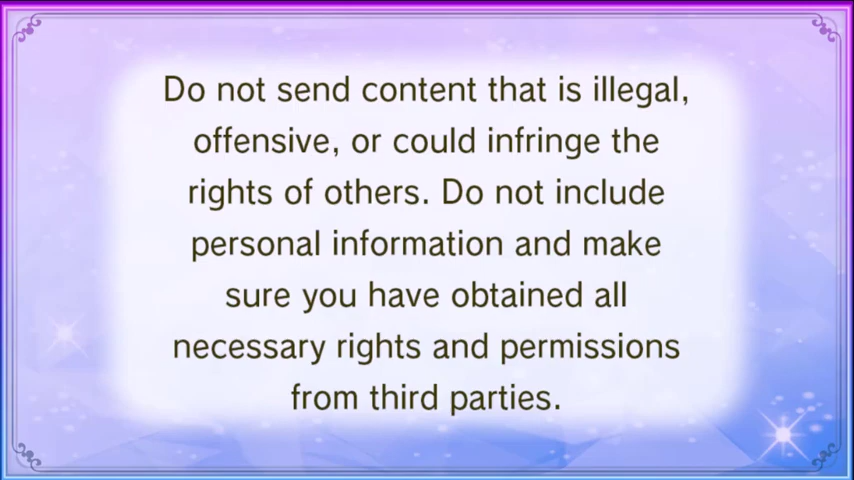 Do not send content that is illegal,
offensive, or could infringe the
rights of others. Do not include
personal information and make
sure you have obtained all
necessary rights and permissions
from third parties.